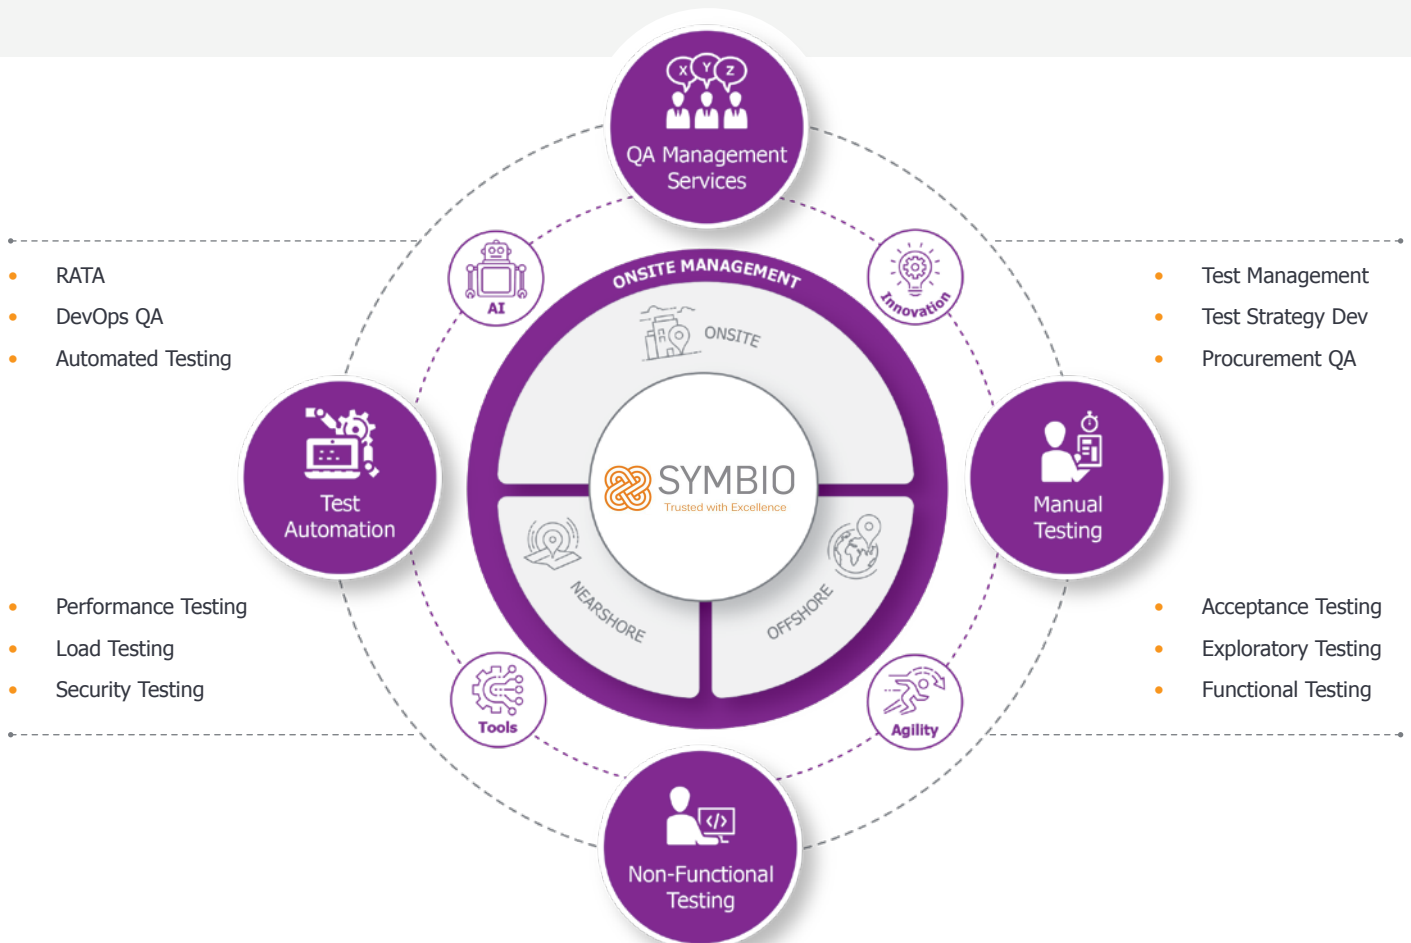 X Y Z
QA Management
Services
AI
Innovation
ONSITE MANAGEMENT
ONSITE
RATA
DevOps QA
Automated Testing
Test Management
Test Strategy Dev
Procurement QA
Test
Automation
SYMBIO
Trusted with Excellence
Manual
Testing
NEARSHORE
OFFSHORE
Performance Testing
Load Testing
Security Testing
Acceptance Testing
Exploratory Testing
Functional Testing
Tools
Agility
</>
Non-Functional
Testing